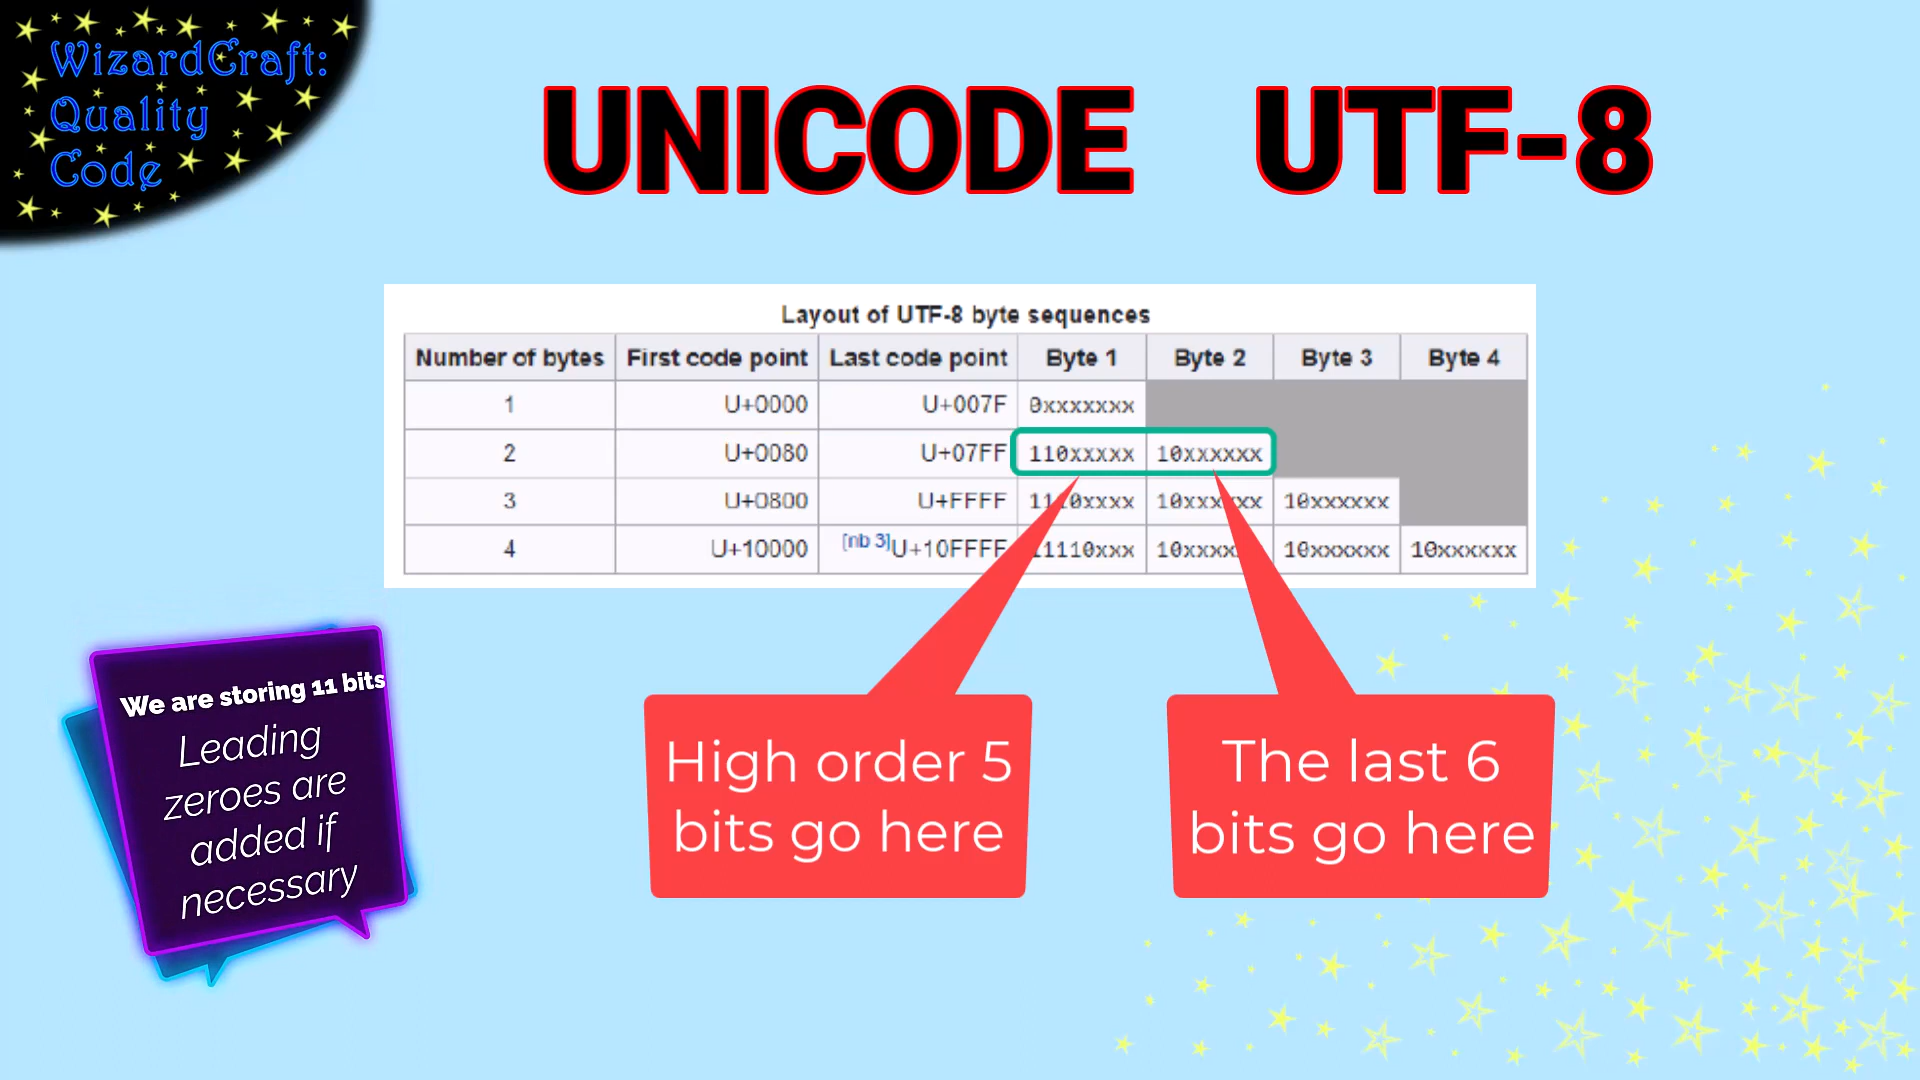 WizardCraft:
Quality
Code
UNICODE UTF-8
Layout of UTF-8 byte sequences
Number of bytes First code point Last code point Byte 1 Byte 2 Byte 3 Byte 4
1 U+0000 U+007F 0xxxxxxx
2 U+0080 U+07FF 110xxxxx 10xxxxxx
3 U+0800 U+FFFF 10xxxxxx
4 U+10000 [nb 3]U+10FFFF 10xxxxxx 10xxxxxx
We are storing 11 bits
Leading
zeroes are
added if
necessary
High order 5
bits go here
The last 6
bits go here